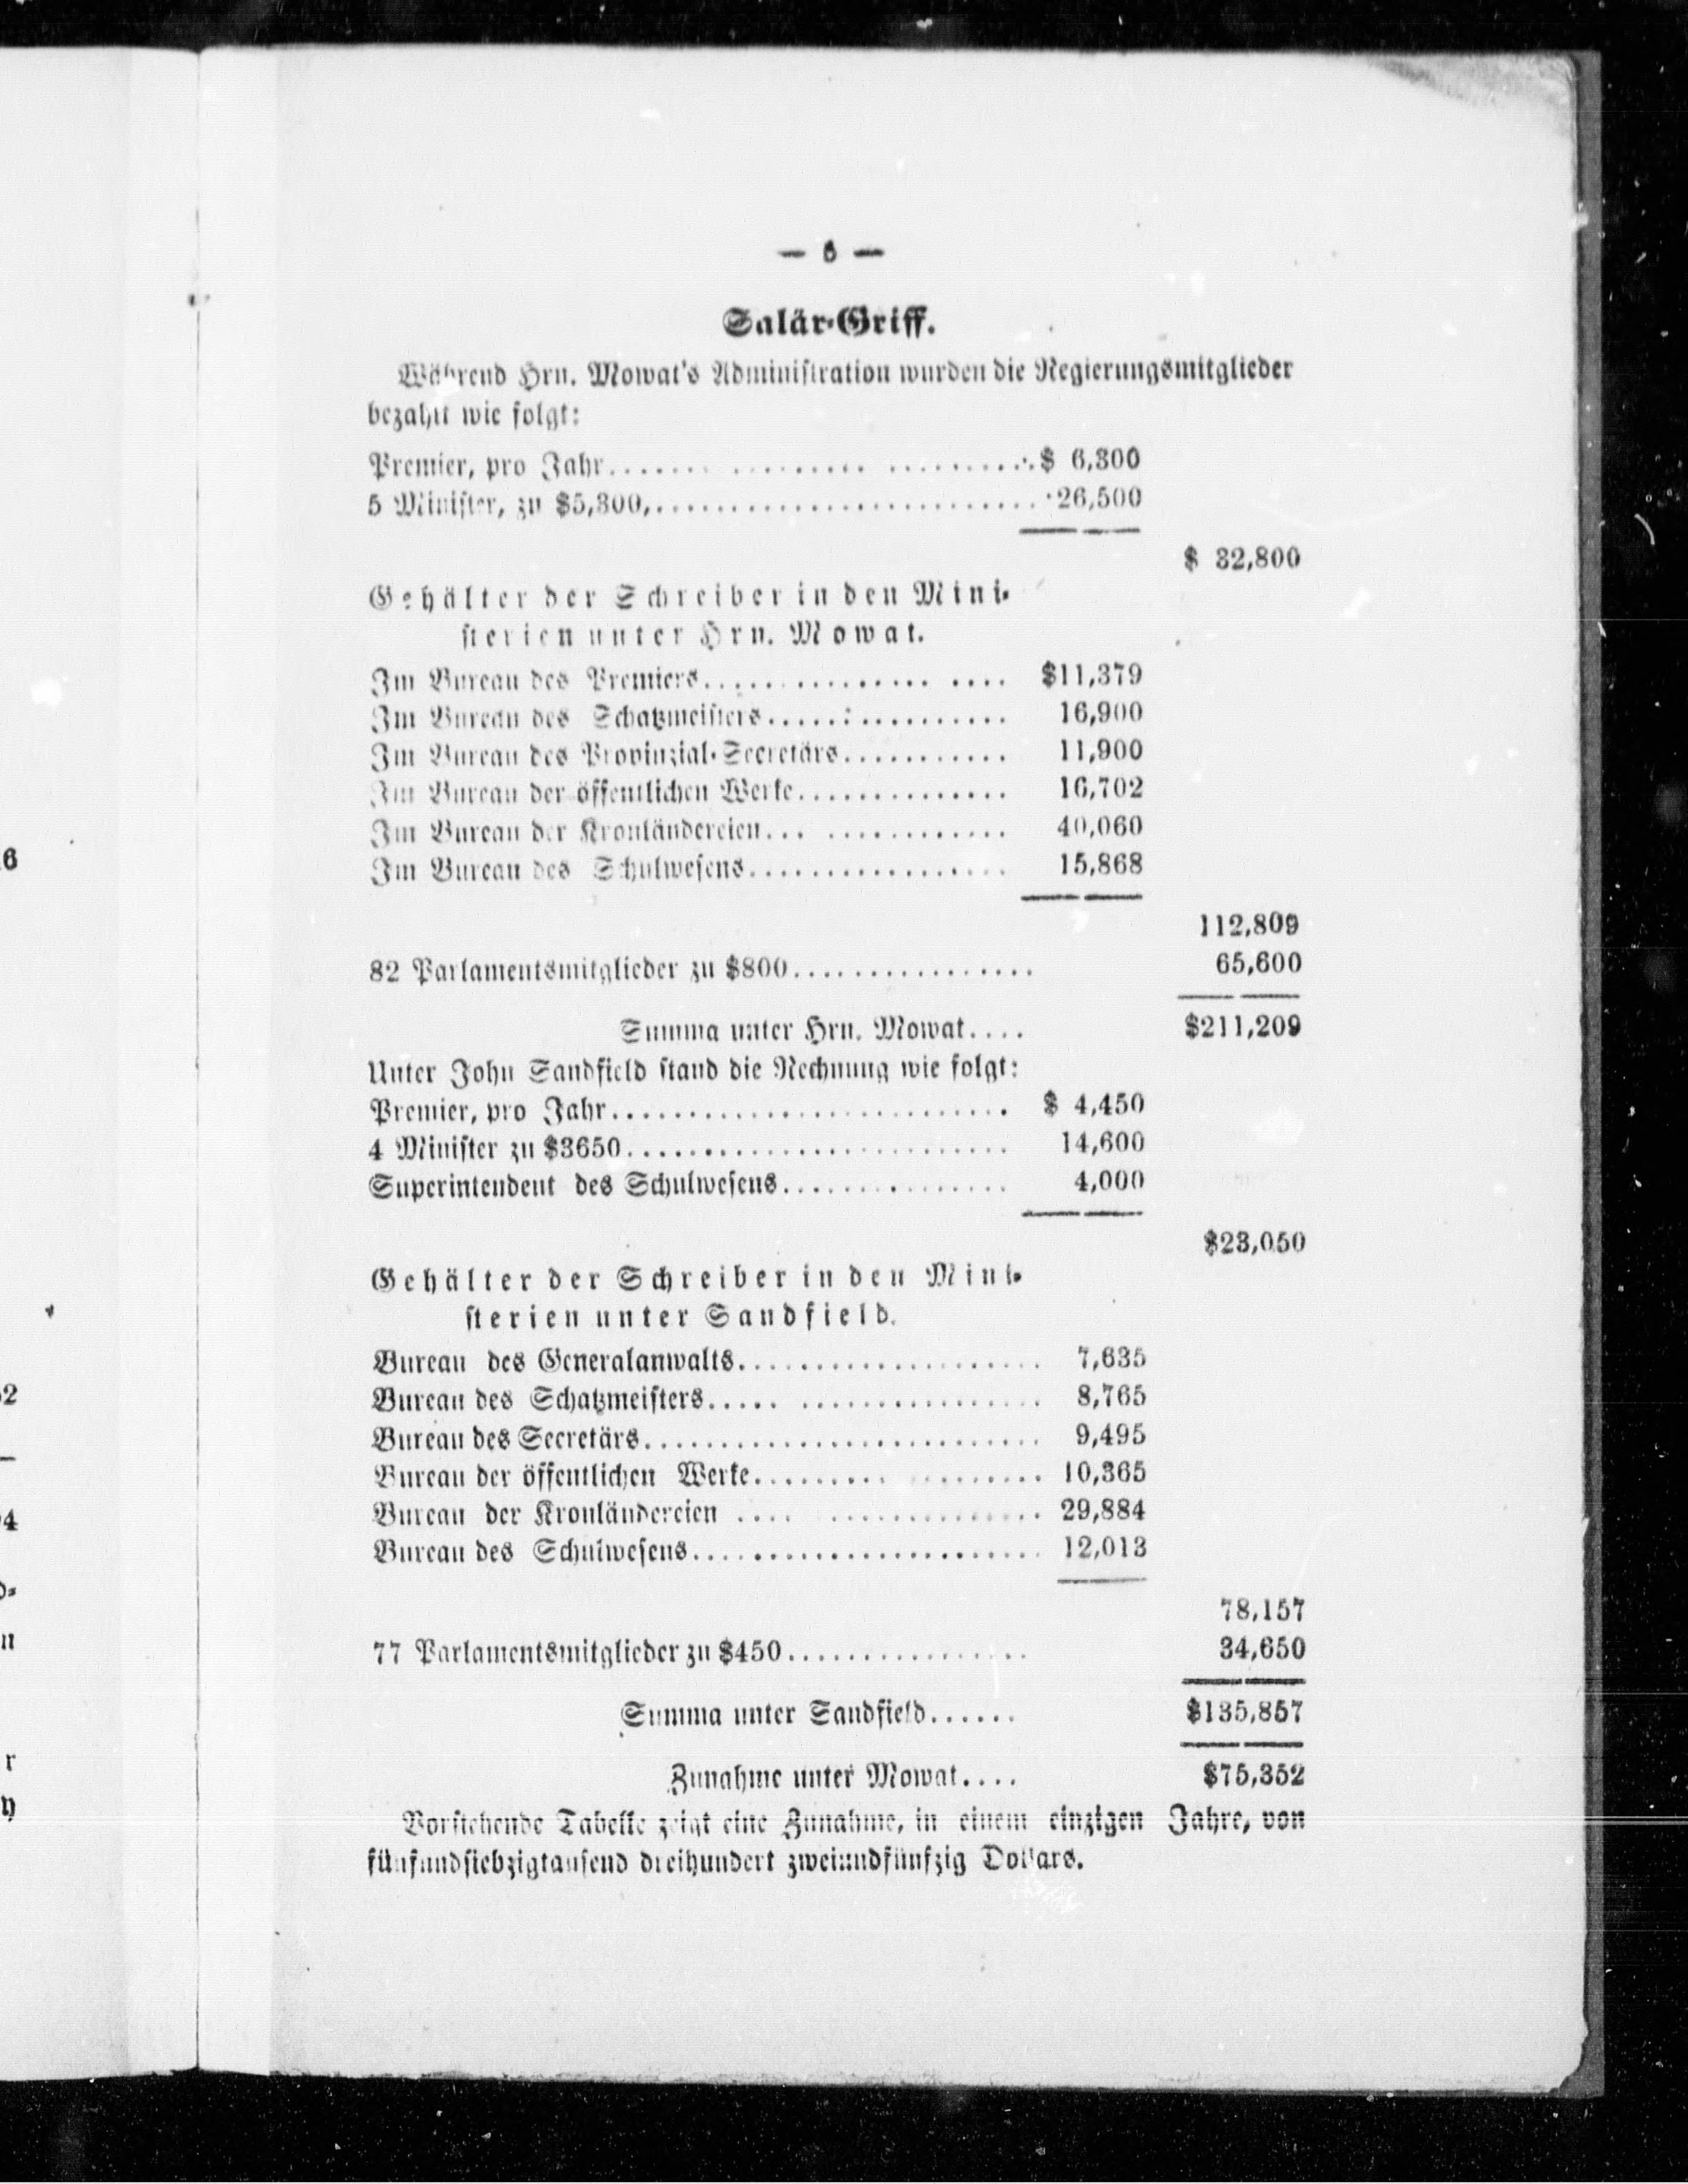 — 6 —
Salär-Griff.
Während Hrn. Mowat's Administration wurden die Regierungsmitglieder
bezahlt wie folgt:
Premier, pro Jahr.................................$ 6,300
5 Minister, zu $5,300,..............................26,500
$ 32,800
Gehälter der Schreiber in den Mini-
sterien unter Hrn. Mowat.
Im Bureau des Premiers.................... $11,379
Im Bureau des Schatzmeisters................ 16,900
Im Bureau des Provinzial-Secretärs........... 11,900
Im Bureau der öffentlichen Werke............... 16,702
Im Bureau der Kronländereien................ 40,060
Im Bureau des Schulwesens.................. 15,868
112,809
82 Parlamentsmitglieder zu $800................. 65,600
Summa unter Hrn. Mowat.... $211,209
Unter John Sandfield stand die Rechnung wie folgt:
Premier, pro Jahr............................ $ 4,450
4 Minister zu $3650........................... 14,600
Superintendent des Schulwesens................ 4,000
$23,050
Gehälter der Schreiber in den Mini-
sterien unter Sandfield.
Bureau des Generalanwalts...................... 7,635
Bureau des Schatzmeisters...................... 8,765
Bureau des Secretärs............................ 9,495
Bureau der öffentlichen Werke.................... 10,365
Bureau der Kronländereien .................... 29,884
Bureau des Schulwesens......................... 12,013
78,157
77 Parlamentsmitglieder zu $450................. 34,650
Summa unter Sandfield...... $135,857
Zunahme unter Mowat.... $75,352
Vorstehende Tabelle zeigt eine Zunahme, in einem einzigen Jahre, von
fünfundsiebzigtausend dreihundert zweiundfünfzig Dollars.